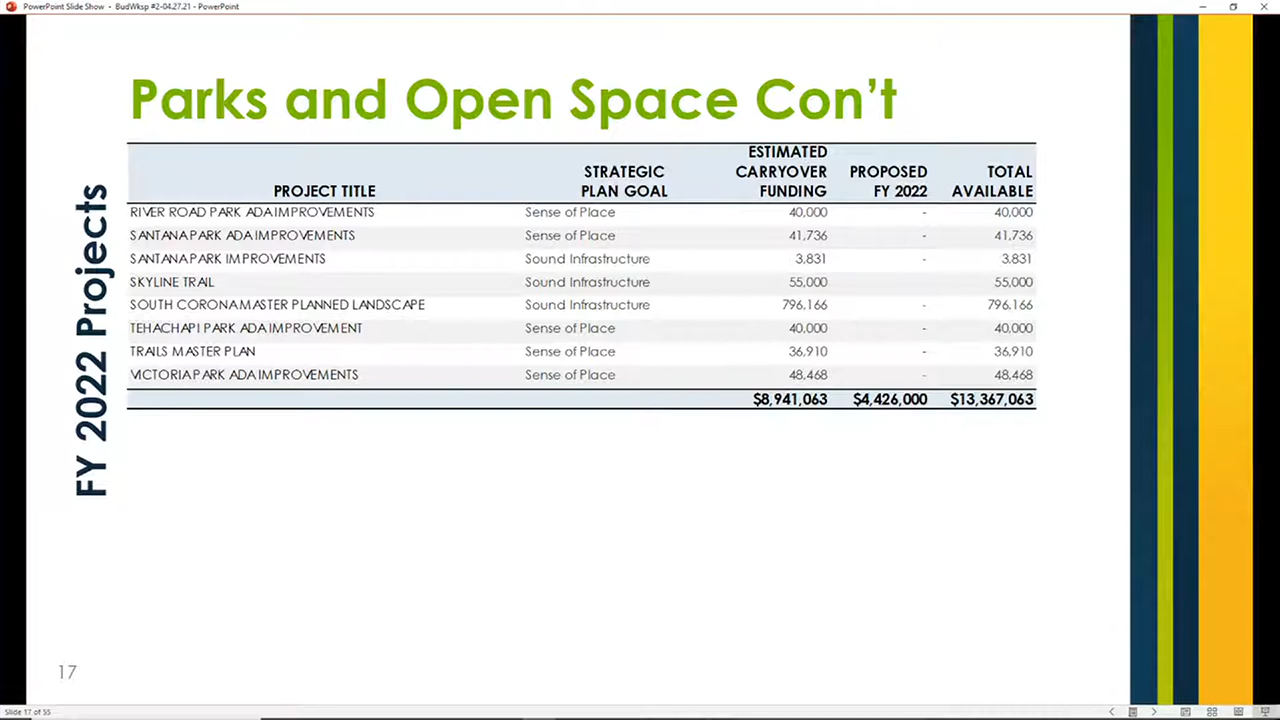 PowerPoint Slide Show - BudWksp #2-04.27.21 - PowerPoint
Parks and Open Space Con't
FY 2022 Projects
PROJECT TITLE STRATEGIC PLAN GOAL ESTIMATED CARRYOVER FUNDING PROPOSED FY 2022 TOTAL AVAILABLE
RIVER ROAD PARK ADA IMPROVEMENTS Sense of Place 40,000 - 40,000
SANTANA PARK ADA IMPROVEMENTS Sense of Place 41,736 - 41,736
SANTANA PARK IMPROVEMENTS Sound Infrastructure 3,831 - 3,831
SKYLINE TRAIL Sound Infrastructure 55,000 - 55,000
SOUTH CORONA MASTER PLANNED LANDSCAPE Sound Infrastructure 796,166 - 796,166
TEHACHAPI PARK ADA IMPROVEMENT Sense of Place 40,000 - 40,000
TRAILS MASTER PLAN Sense of Place 36,910 - 36,910
VICTORIA PARK ADA IMPROVEMENTS Sense of Place 48,468 - 48,468
$8,941,063 $4,426,000 $13,367,063
17
Slide 17 of 55